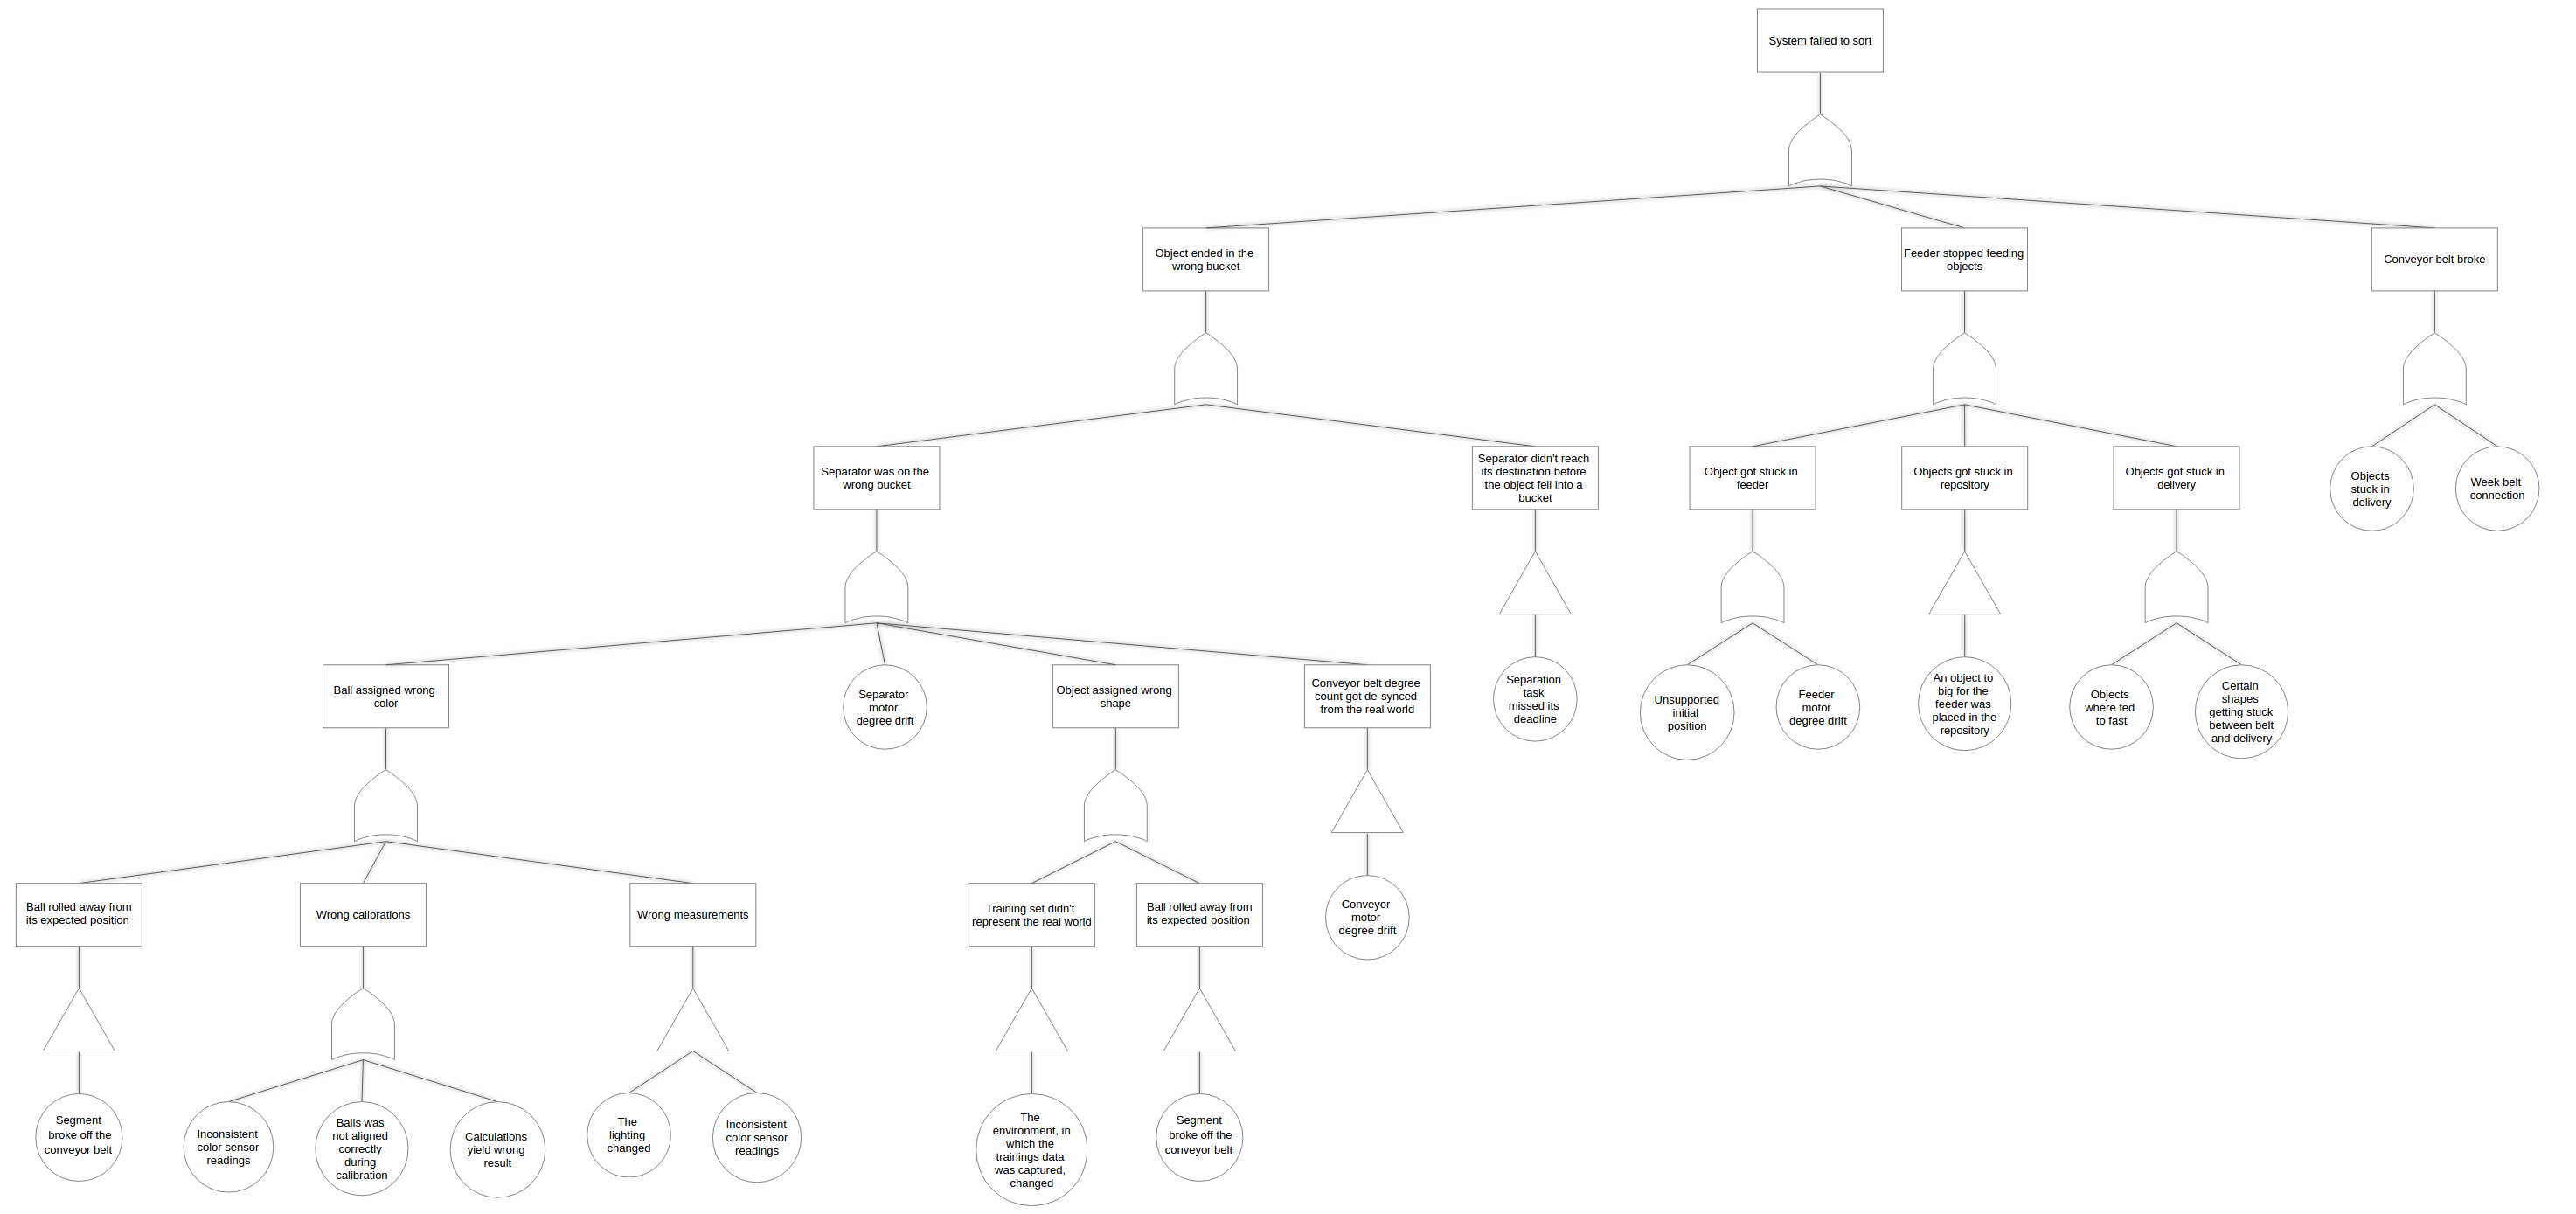 System failed to sort
Object ended in the
wrong bucket
Feeder stopped feeding
objects
Conveyor belt broke
Separator was on the
wrong bucket
Separator didn't reach
its destination before
the object fell into a
bucket
Object got stuck in
feeder
Objects got stuck in
repository
Objects got stuck in
delivery
Objects
stuck in
delivery
Week belt
connection
Ball assigned wrong
color
Separator
motor
degree drift
Object assigned wrong
shape
Conveyor belt degree
count got de-synced
from the real world
Separation
task
missed its
deadline
Unsupported
initial
position
Feeder
motor
degree drift
An object to
big for the
feeder was
placed in the
repository
Objects
where fed
to fast
Certain
shapes
getting stuck
between belt
and delivery
Ball rolled away from
its expected position
Wrong calibrations
Wrong measurements
Training set didn't
represent the real world
Ball rolled away from
its expected position
Conveyor
motor
degree drift
Segment
broke off the
conveyor belt
Inconsistent
color sensor
readings
Balls was
not aligned
correctly
during
calibration
Calculations
yield wrong
result
The
lighting
changed
Inconsistent
color sensor
readings
The
environment, in
which the
trainings data
was captured,
changed
Segment
broke off the
conveyor belt